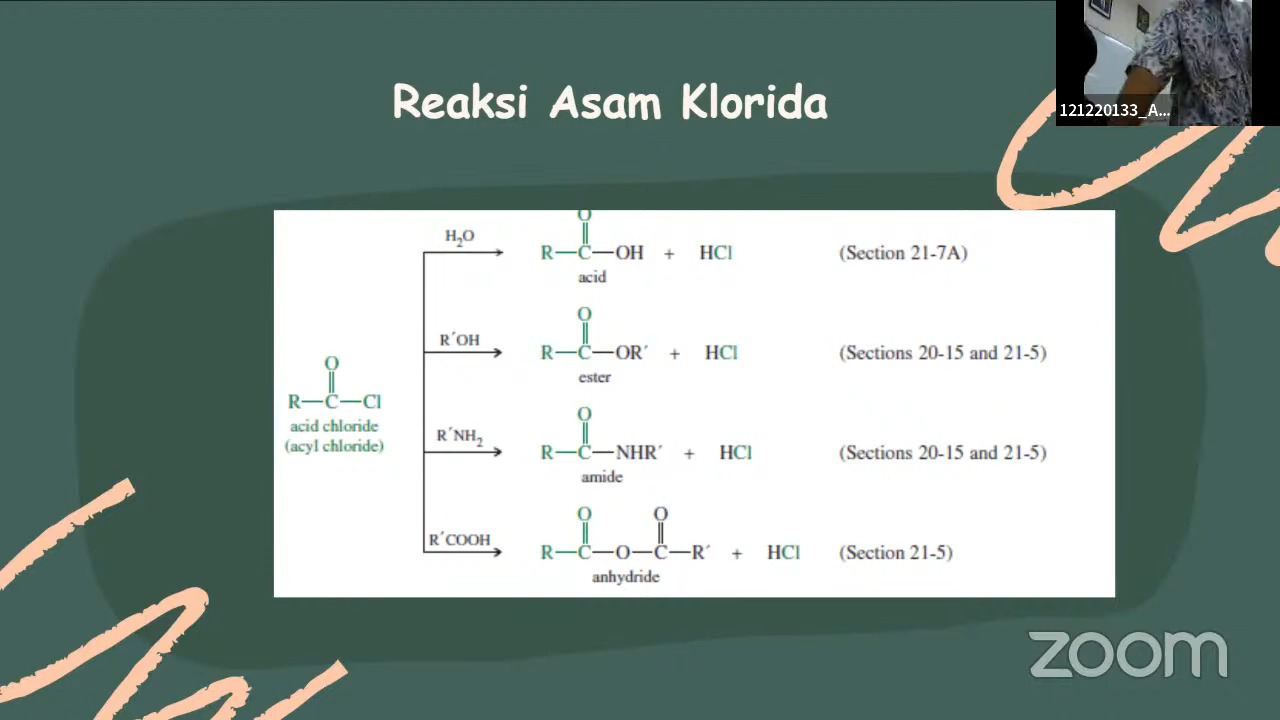 121220133_A...
Reaksi Asam Klorida
H₂O
O
R—C—OH + HCl (Section 21-7A)
acid
R´OH
O
R—C—OR´ + HCl (Sections 20-15 and 21-5)
ester
O
R—C—Cl
acid chloride
(acyl chloride)
R´NH₂
O
R—C—NHR´ + HCl (Sections 20-15 and 21-5)
amide
R´COOH
O O
R—C—O—C—R´ + HCl (Section 21-5)
anhydride
zoom